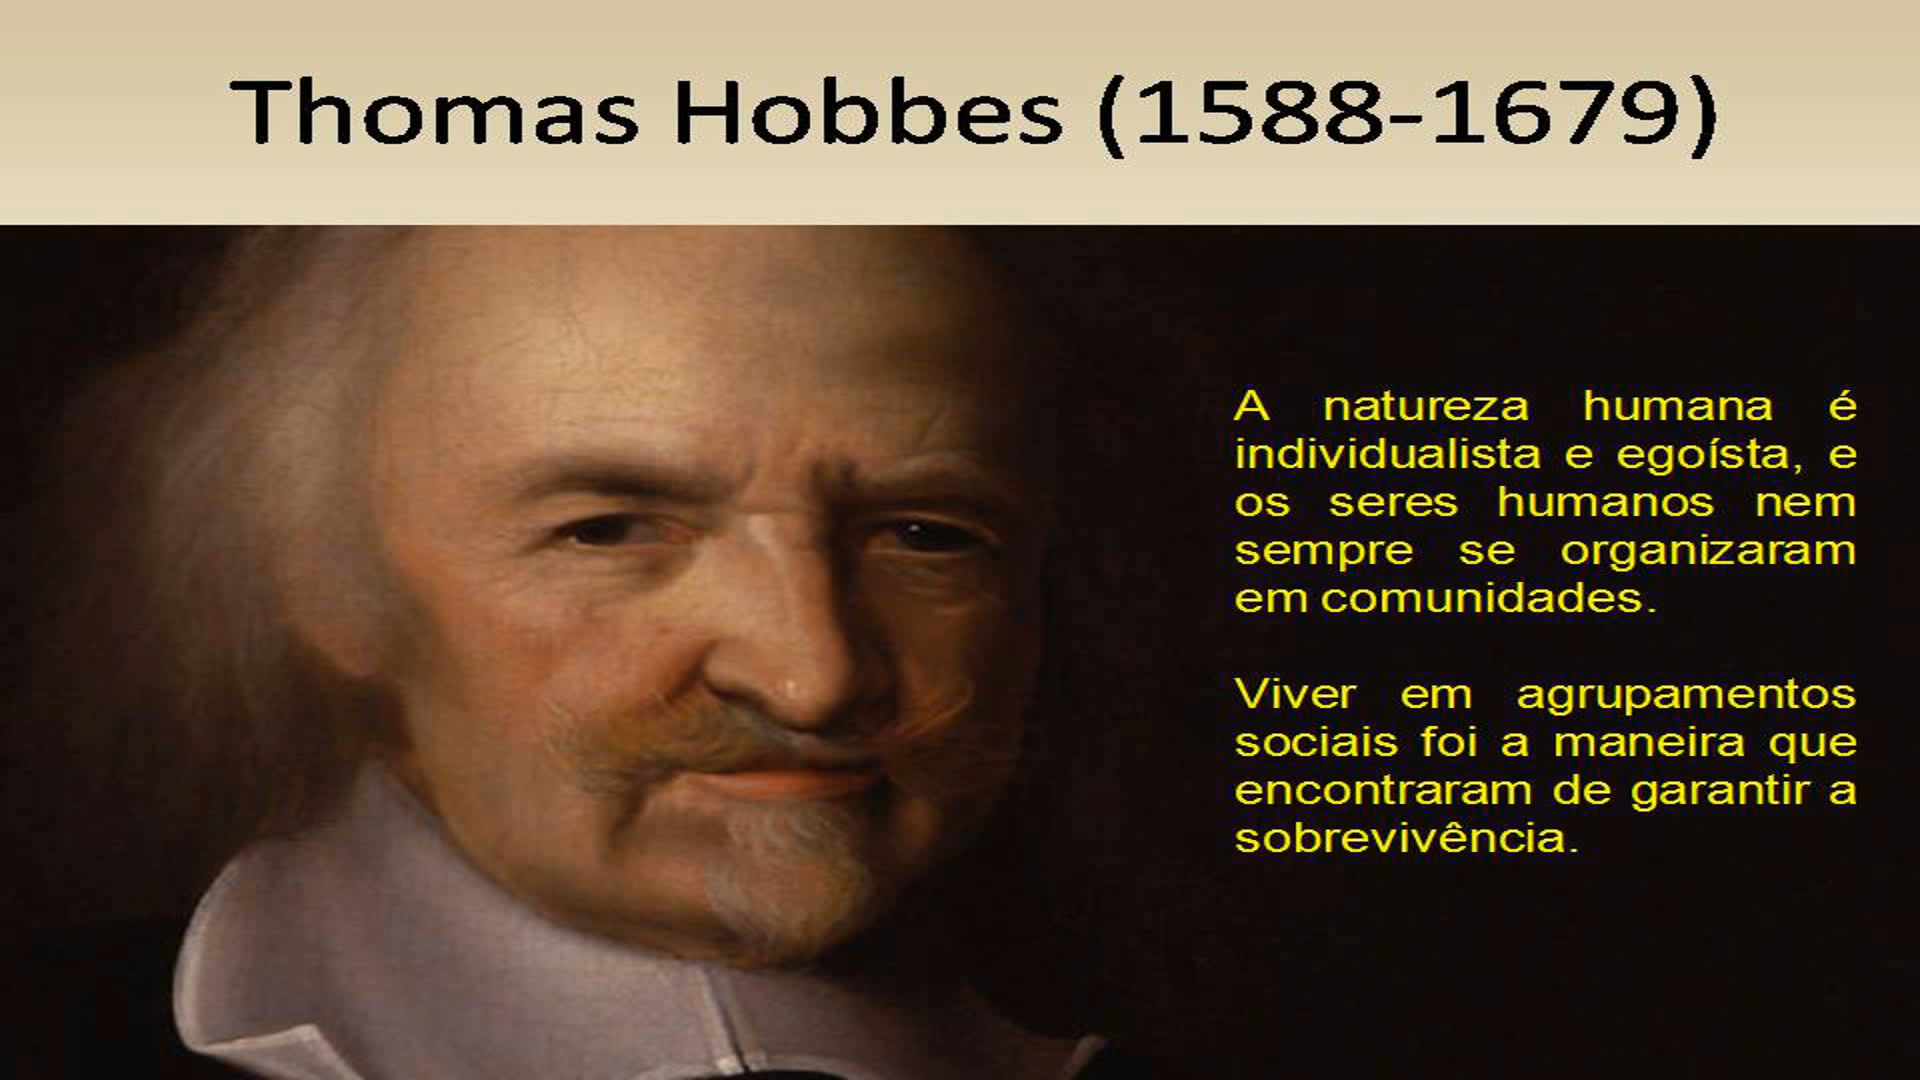 Thomas Hobbes (1588-1679)
A natureza humana é
individualista e egoísta, e
os seres humanos nem
sempre se organizaram
em comunidades.
Viver em agrupamentos
sociais foi a maneira que
encontraram de garantir a
sobrevivência.